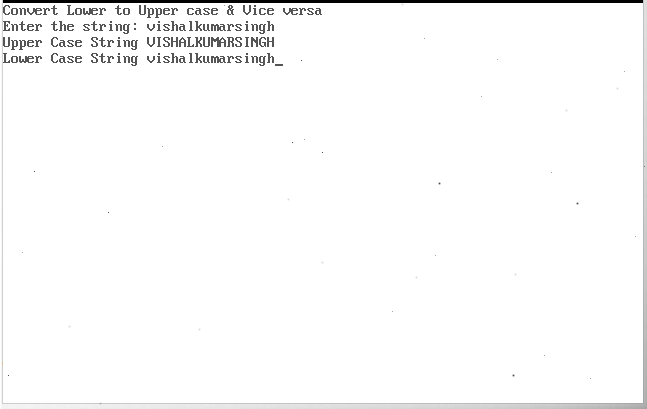 Convert Lower to Upper case & Vice versa
Enter the string: vishalkumarsingh
Upper Case String VISHALKUMARSINGH
Lower Case String vishalkumarsingh_